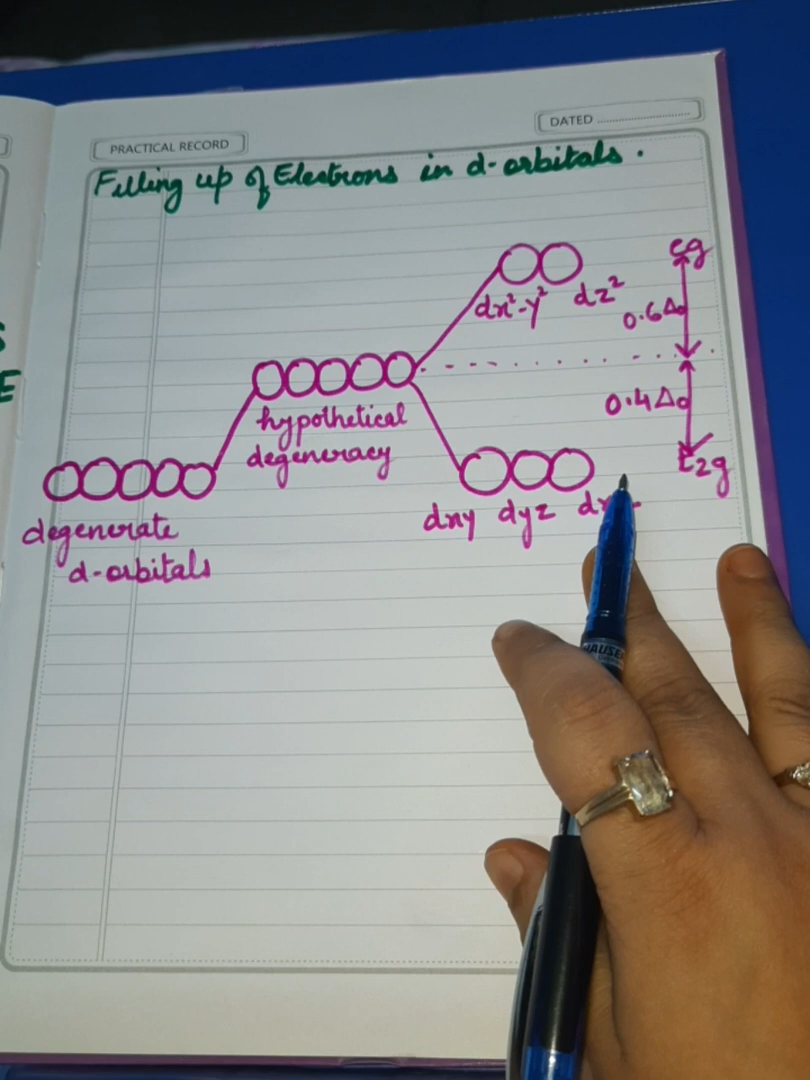 PRACTICAL RECORD
DATED
Filling up of Electrons in d-orbitals.
eg
dx²-y² dz²
0.6Δo
hypothetical
degeneracy
0.4Δo
t2g
dxy dyz
degenerate
d-orbitals